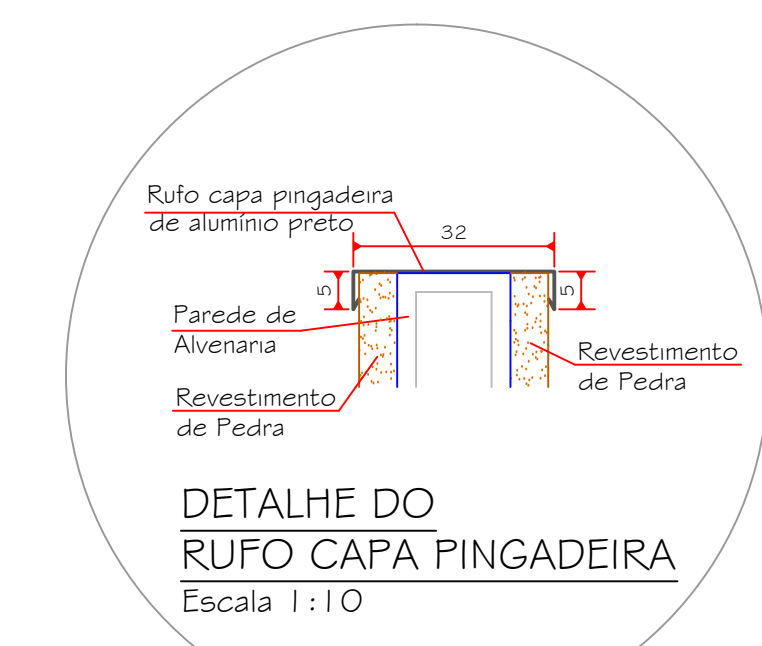 Rufo capa pingadeira
de alumínio preto
32
5
5
Parede de
Alvenaria
Revestimento
de Pedra
Revestimento
de Pedra
DETALHE DO
RUFO CAPA PINGADEIRA
Escala 1:10